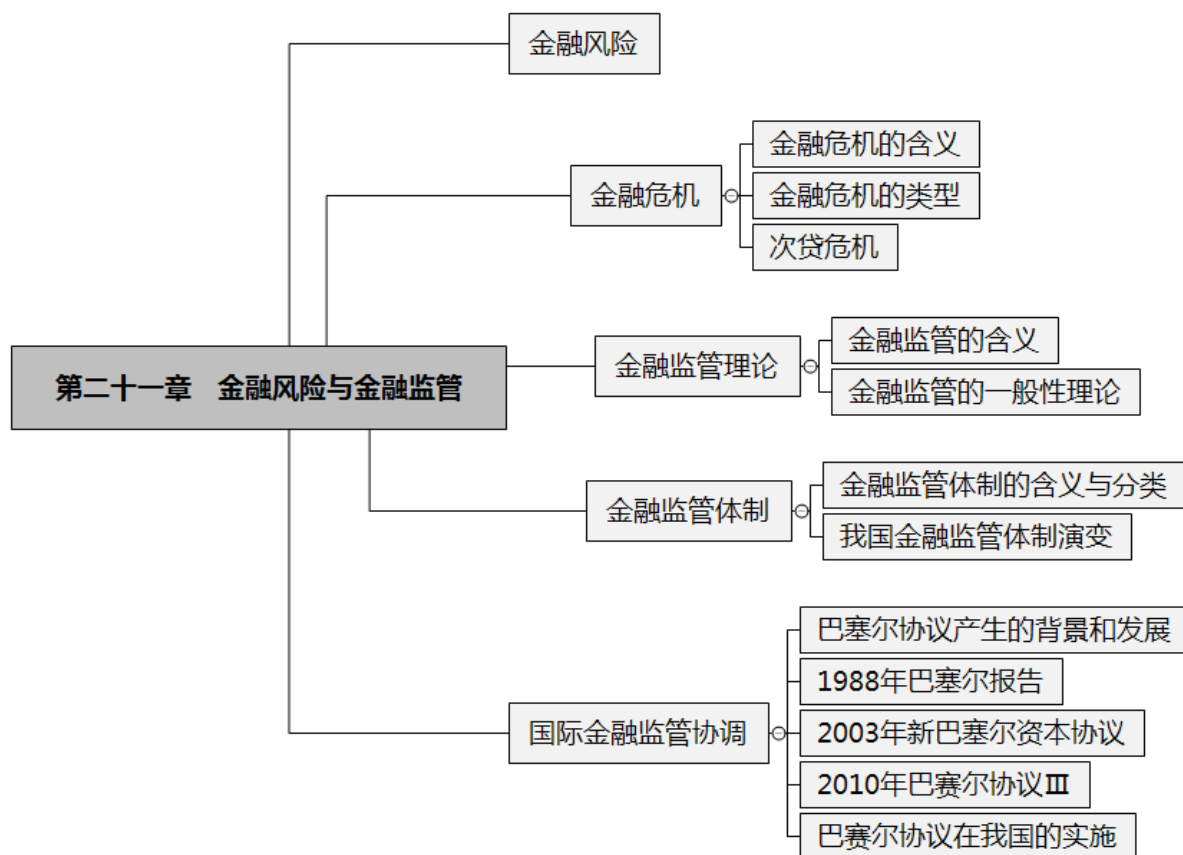 金融风险
金融危机
金融危机的含义
金融危机的类型
次贷危机
第二十一章 金融风险与金融监管
金融监管理论
金融监管的含义
金融监管的一般性理论
金融监管体制
金融监管体制的含义与分类
我国金融监管体制演变
国际金融监管协调
巴塞尔协议产生的背景和发展
1988年巴塞尔报告
2003年新巴塞尔资本协议
2010年巴赛尔协议Ⅲ
巴赛尔协议在我国的实施